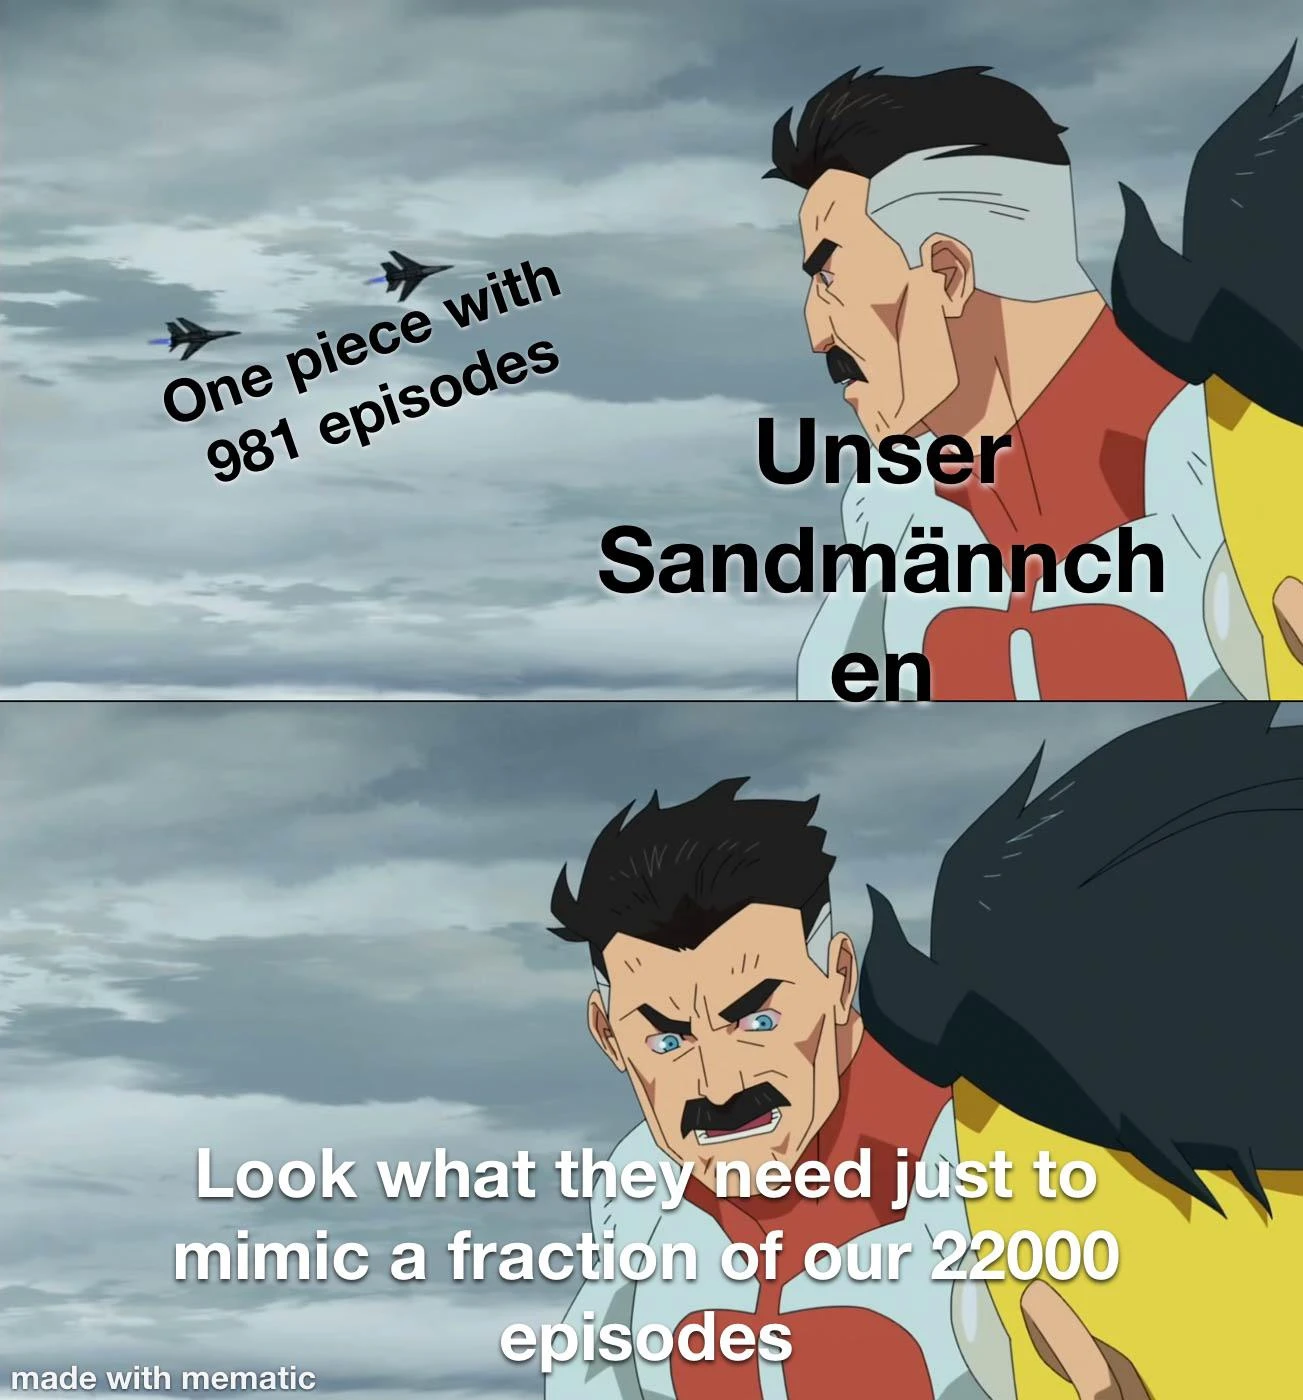 One piece with
981 episodes
Unser
Sandmännch
en
Look what they need just to
mimic a fraction of our 22000
episodes
made with mematic